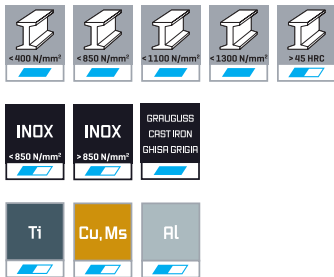 <400 N/mm² <850 N/mm² <1100 N/mm² <1300 N/mm² >45 HRC
INOX INOX GRAUGUSS
CAST IRON
GHISA GRIGIA
<850 N/mm² >850 N/mm²
Ti Cu, Ms Al